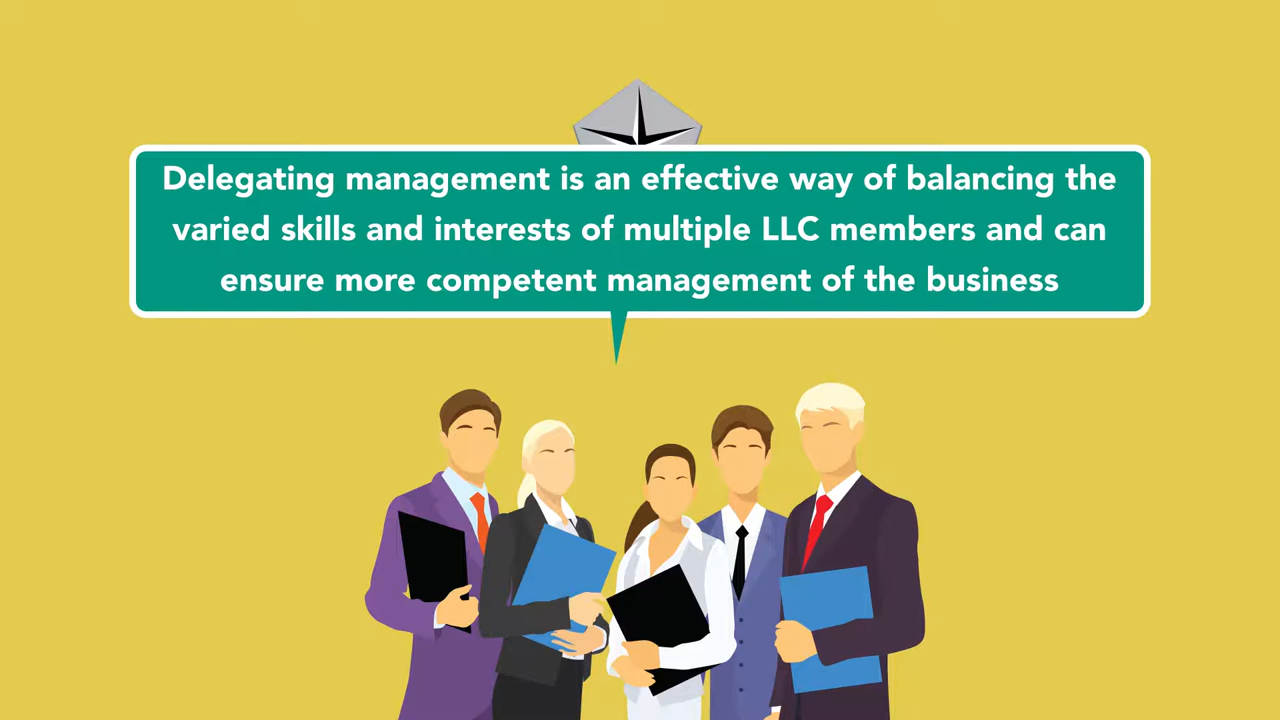 Delegating management is an effective way of balancing the
varied skills and interests of multiple LLC members and can
ensure more competent management of the business